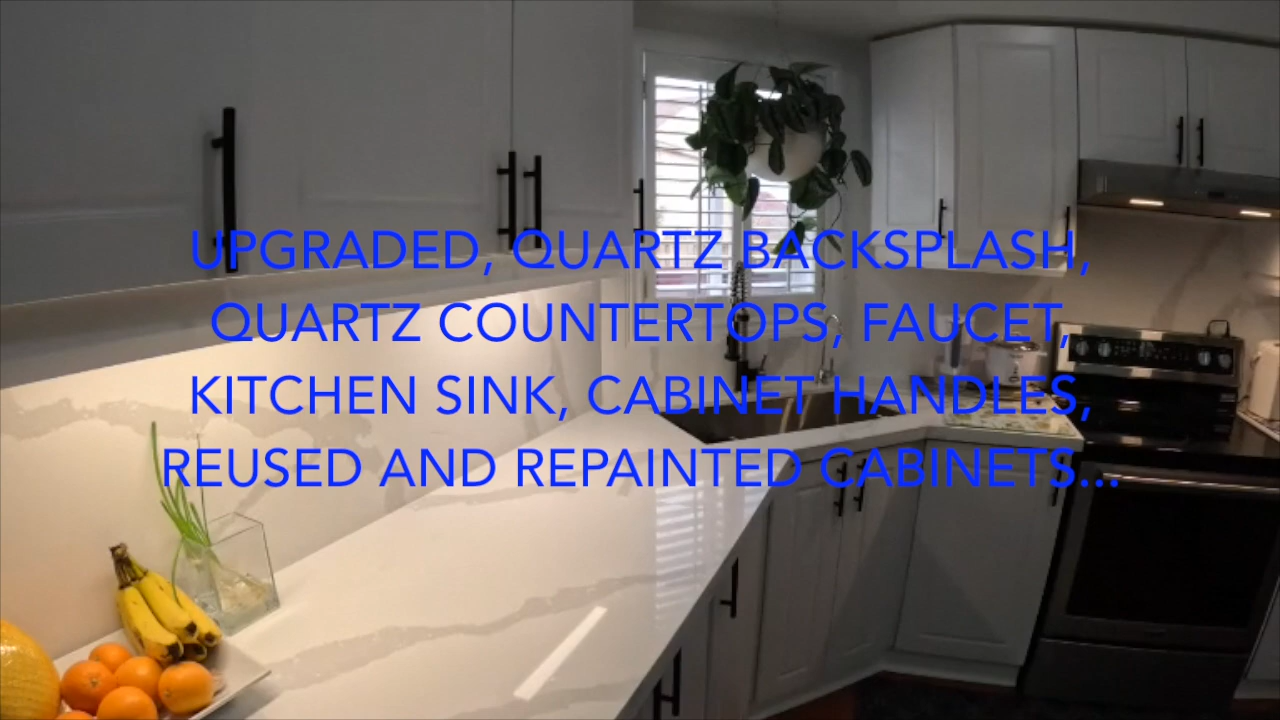 UPGRADED, QUARTZ BACKSPLASH,
QUARTZ COUNTERTOPS, FAUCET,
KITCHEN SINK, CABINET HANDLES,
REUSED AND REPAINTED CABINETS...